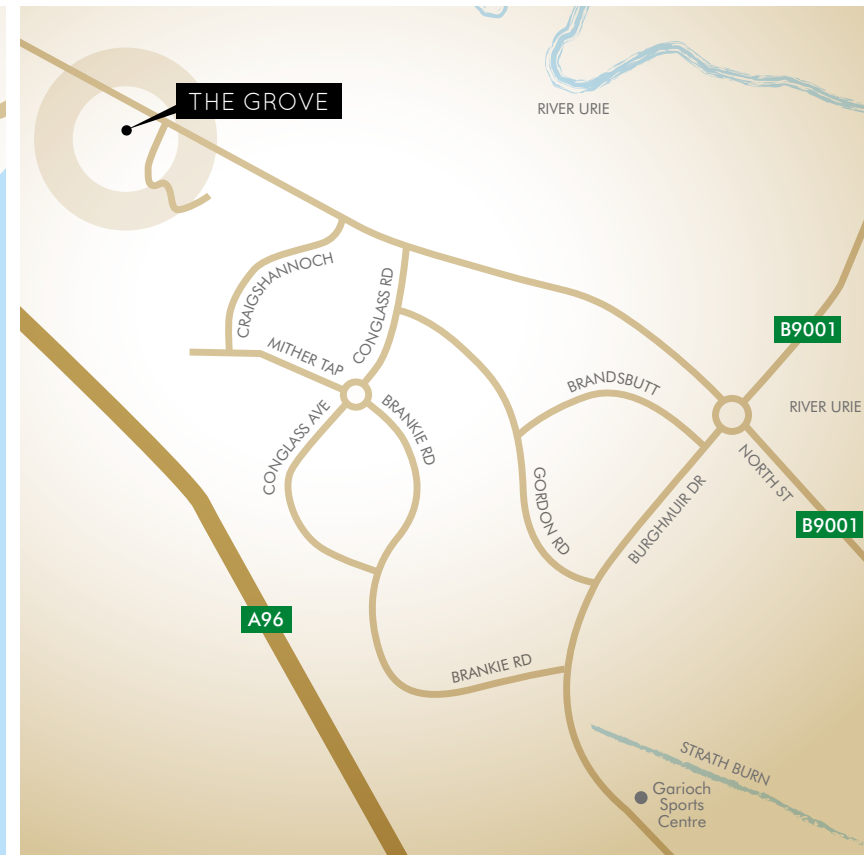 THE GROVE
RIVER URIE
CRAIGSHANNOCH
CONGLASS RD
B9001
MITHER TAP
BRANDSBUTT
CONGLASS AVE
BRANKIE RD
RIVER URIE
NORTH ST
GORDON RD
BURGHMUIR DR
B9001
A96
BRANKIE RD
STRATH BURN
Garioch
Sports
Centre